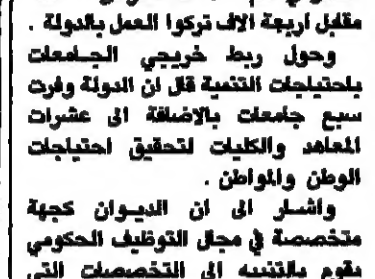 مقابل اربعة الاف تركوا العمل بالدولة .
وحول ربط خريجي الجامعات
باحتياجات التنمية قال ان الدولة وفرت
سبع جامعات بالاضافة الى عشرات
المعاهد والكليات لتحقيق احتياجات
الوطن والمواطن .
واشار الى ان الديوان كجهة
متخصصة في مجال التوظيف الحكومي
يقوم بالتنبيه الى التخصصات التي